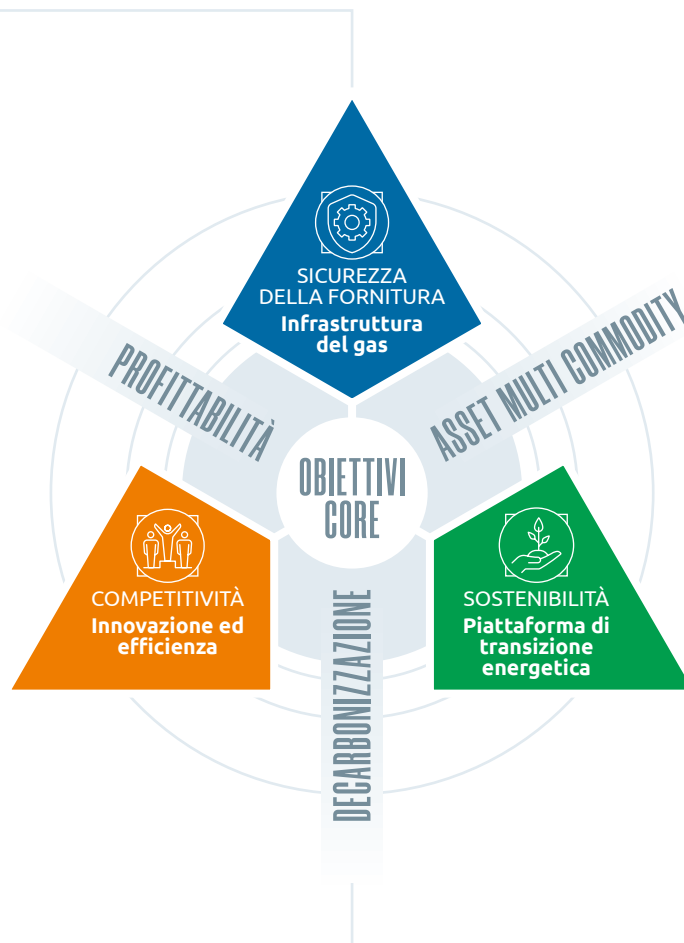 SICUREZZA
DELLA FORNITURA
Infrastruttura
del gas
PROFITTABILITÀ
ASSET MULTI COMMODITY
OBIETTIVI
CORE
COMPETITIVITÀ
Innovazione ed
efficienza
SOSTENIBILITÀ
Piattaforma di
transizione
energetica
DECARBONIZZAZIONE